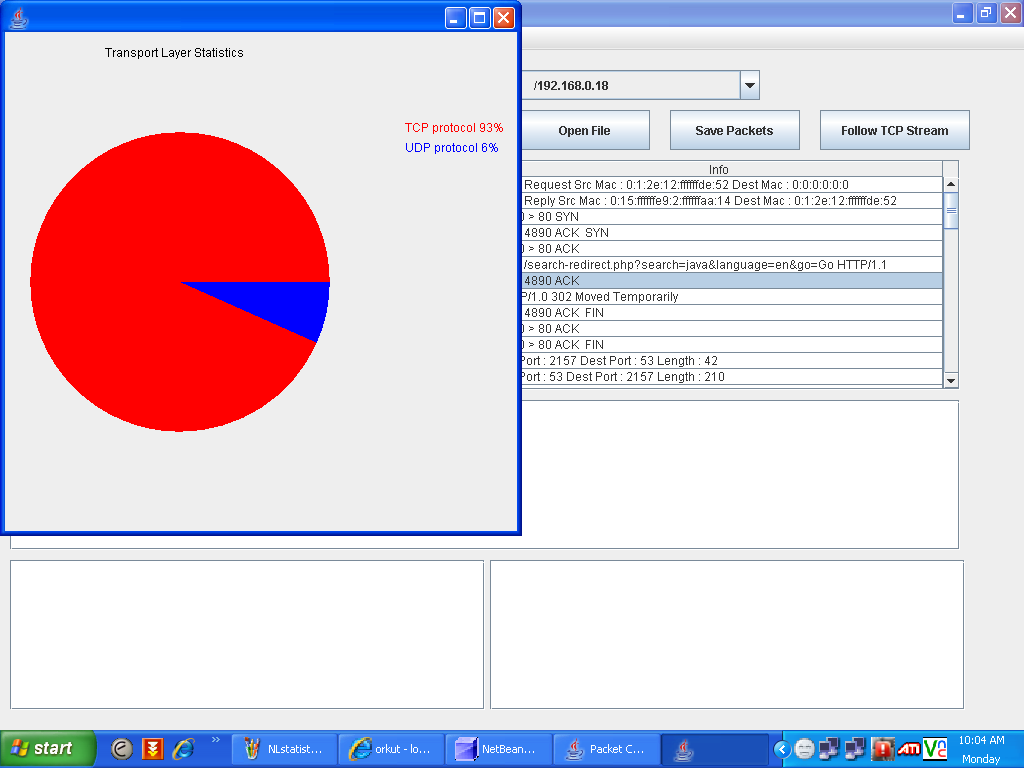 Transport Layer Statistics
TCP protocol 93%
UDP protocol 6%
/192.168.0.18
Open File
Save Packets
Follow TCP Stream
Info
Request Src Mac : 0:1:2e:12:ffffffde:52 Dest Mac : 0:0:0:0:0:0
Reply Src Mac : 0:15:ffffffe9:2:ffffffaa:14 Dest Mac : 0:1:2e:12:ffffffde:52
> 80 SYN
4890 ACK SYN
> 80 ACK
/search-redirect.php?search=java&language=en&go=Go HTTP/1.1
4890 ACK
P/1.0 302 Moved Temporarily
4890 ACK FIN
> 80 ACK
> 80 ACK FIN
Port : 2157 Dest Port : 53 Length : 42
Port : 53 Dest Port : 2157 Length : 210
start
NLstatist...
orkut - lo...
NetBean...
Packet C...
ATI
10:04 AM
Monday